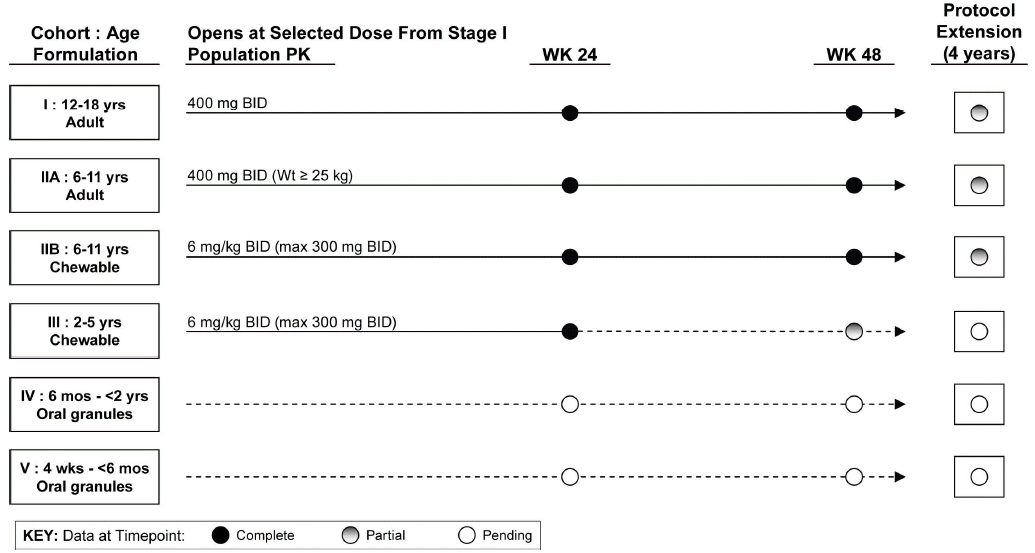 Cohort : Age
Formulation
Opens at Selected Dose From Stage I
Population PK
WK 24
WK 48
Protocol
Extension
(4 years)
I : 12-18 yrs
Adult
400 mg BID
IIA : 6-11 yrs
Adult
400 mg BID (Wt ≥ 25 kg)
IIB : 6-11 yrs
Chewable
6 mg/kg BID (max 300 mg BID)
III : 2-5 yrs
Chewable
6 mg/kg BID (max 300 mg BID)
IV : 6 mos - <2 yrs
Oral granules
V : 4 wks - <6 mos
Oral granules
KEY: Data at Timepoint: Complete Partial Pending